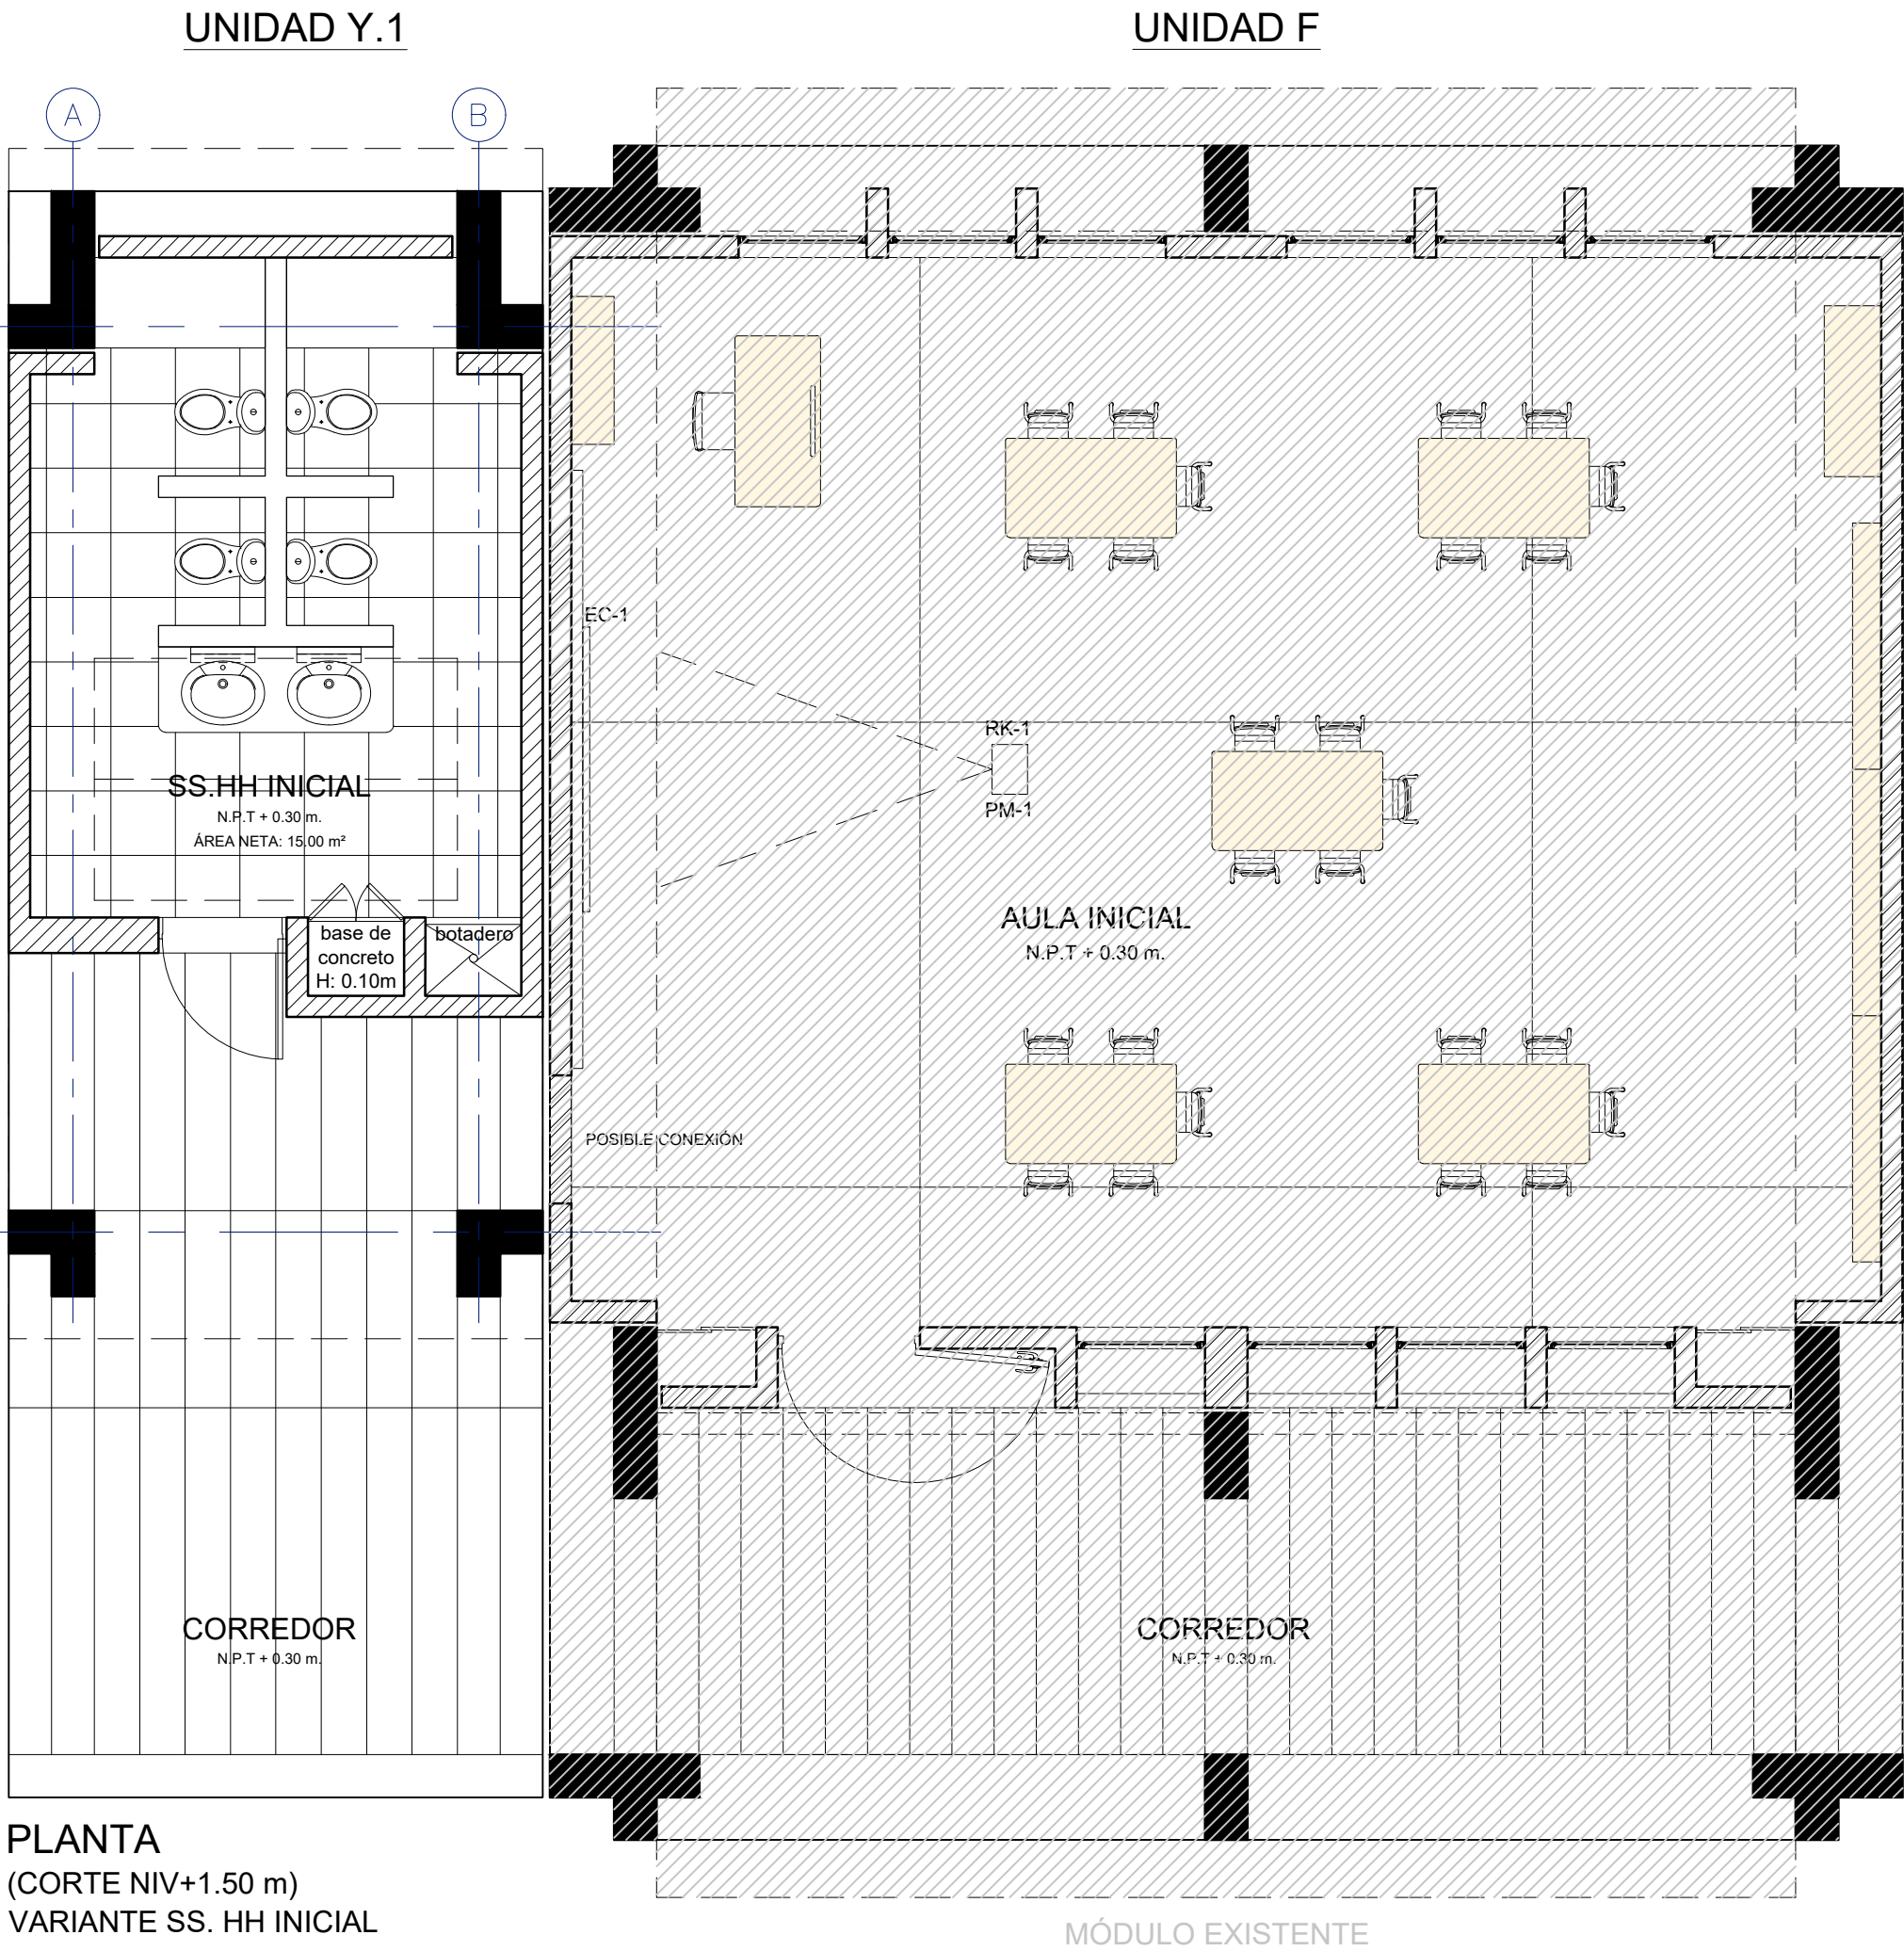 UNIDAD Y.1
UNIDAD F
A
B
EC-1
RK-1
PM-1
SS.HH INICIAL
N.P.T + 0.30 m.
ÁREA NETA: 15.00 m²
base de
concreto
H: 0.10m
botadero
AULA INICIAL
N.P.T + 0.30 m.
POSIBLE CONEXIÓN
CORREDOR
N.P.T + 0.30 m.
CORREDOR
N.P.T + 0.30 m.
PLANTA
(CORTE NIV+1.50 m)
VARIANTE SS. HH INICIAL
MÓDULO EXISTENTE